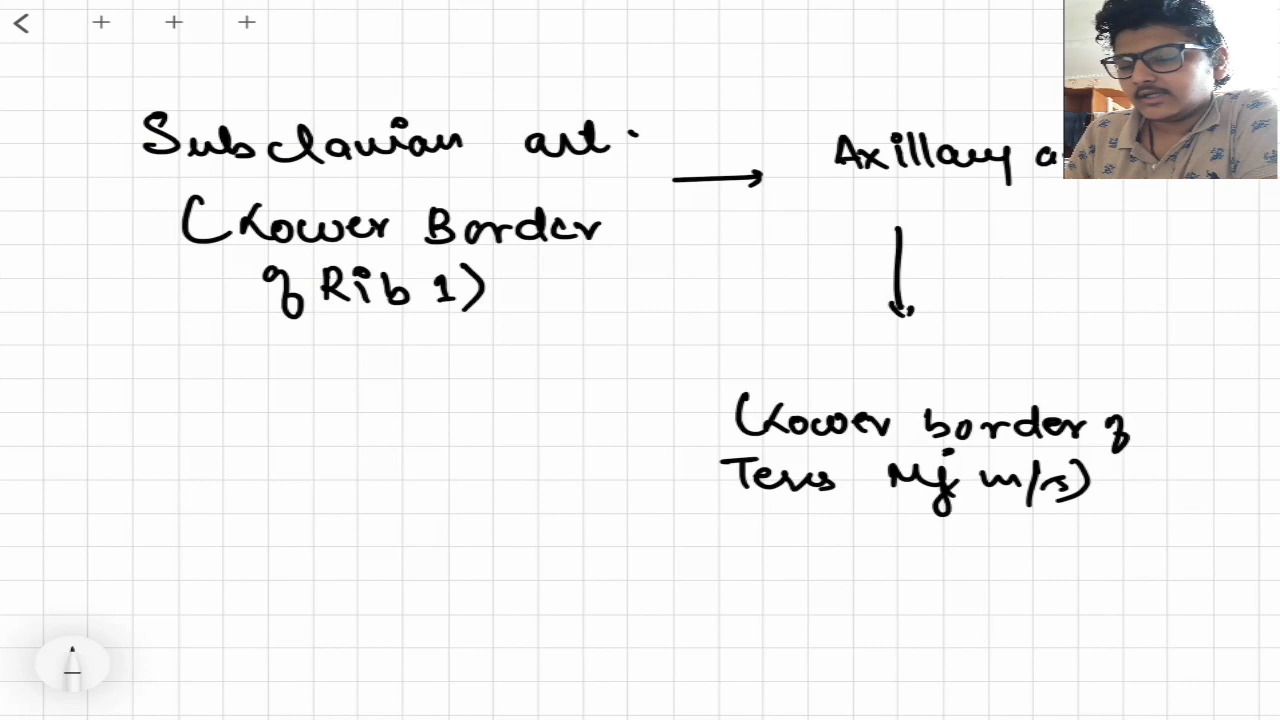 Subclavian art.
(Lower Border
of Rib 1)
→ Axillary a
↓
(Lower border of
Teres Mj m/s)